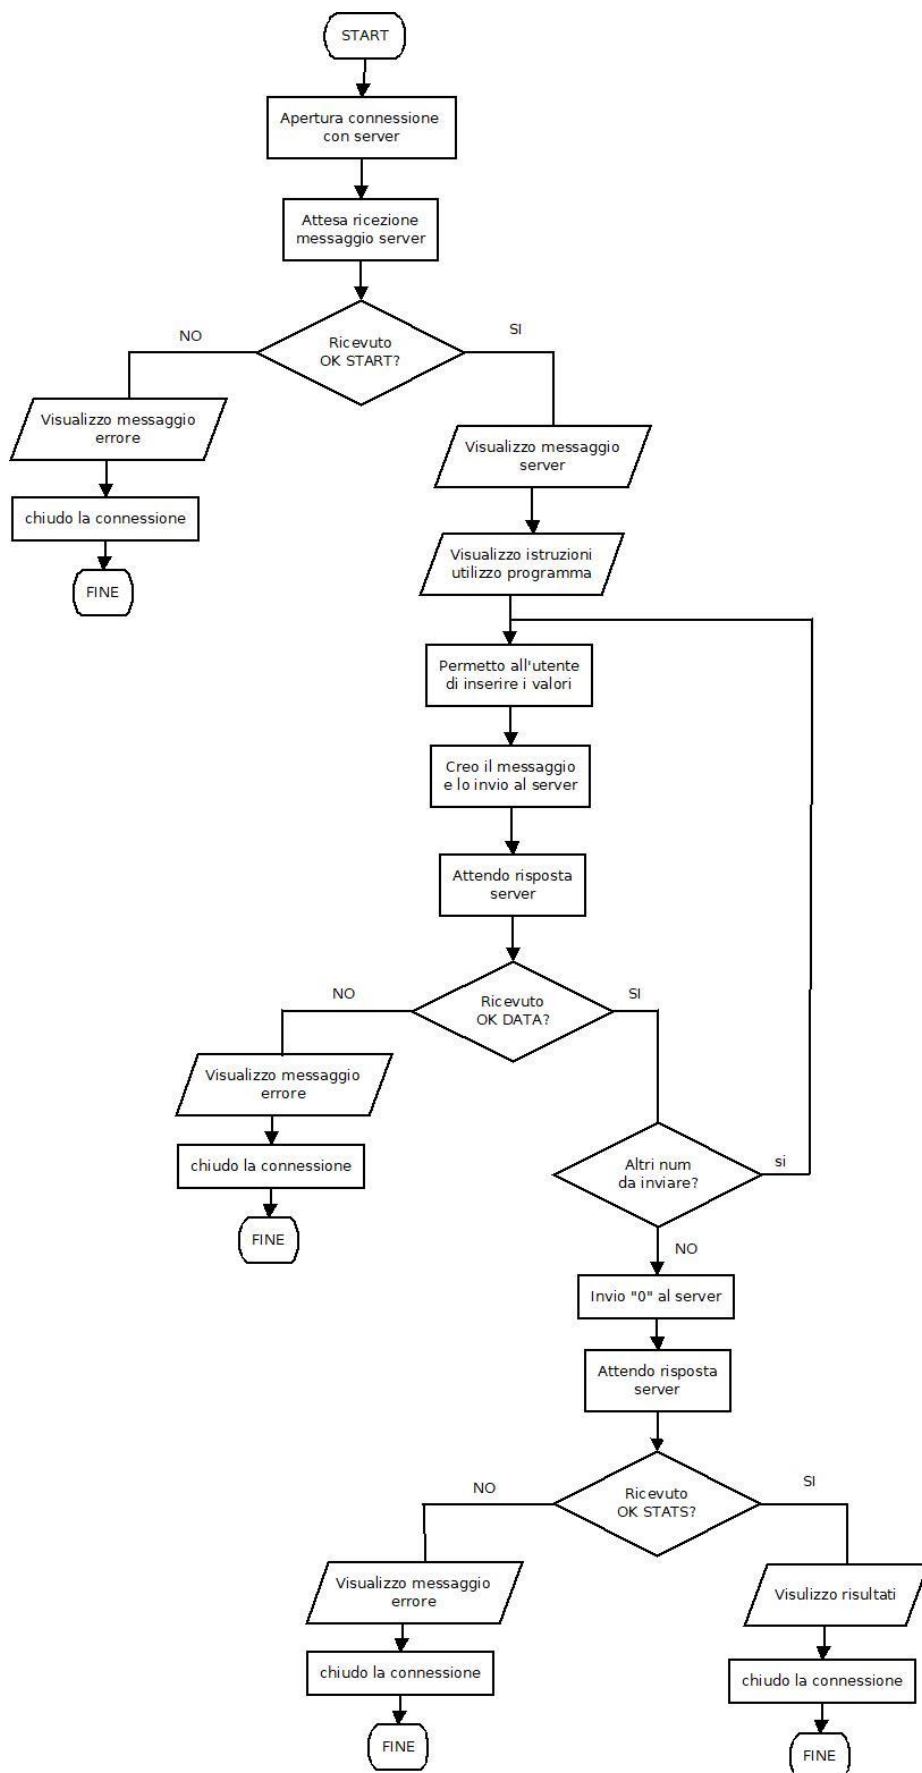 START
Apertura connessione
con server
Attesa ricezione
messaggio server
NO
SI
Ricevuto
OK START?
Visualizzo messaggio
errore
Visualizzo messaggio
server
chiudo la connessione
Visualizzo istruzioni
utilizzo programma
FINE
Permetto all'utente
di inserire i valori
Creo il messaggio
e lo invio al server
Attendo risposta
server
NO
SI
Ricevuto
OK DATA?
Visualizzo messaggio
errore
chiudo la connessione
Altri num
da inviare?
si
FINE
NO
Invio "0" al server
Attendo risposta
server
NO
SI
Ricevuto
OK STATS?
Visualizzo messaggio
errore
Visulizzo risultati
chiudo la connessione
chiudo la connessione
FINE
FINE